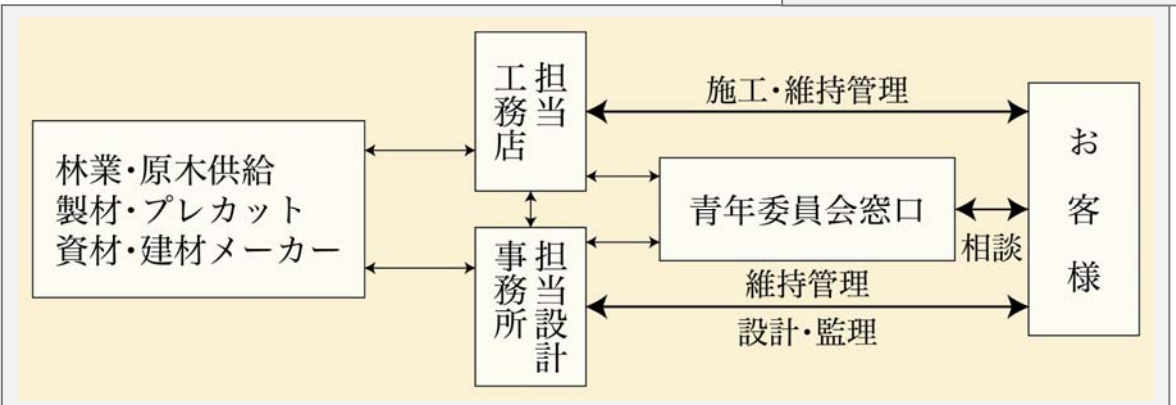 林業・原木供給
製材・プレカット
資材・建材メーカー
担当
工務店
担当設計
事務所
施工・維持管理
青年委員会窓口
相談
維持管理
設計・監理
お客様